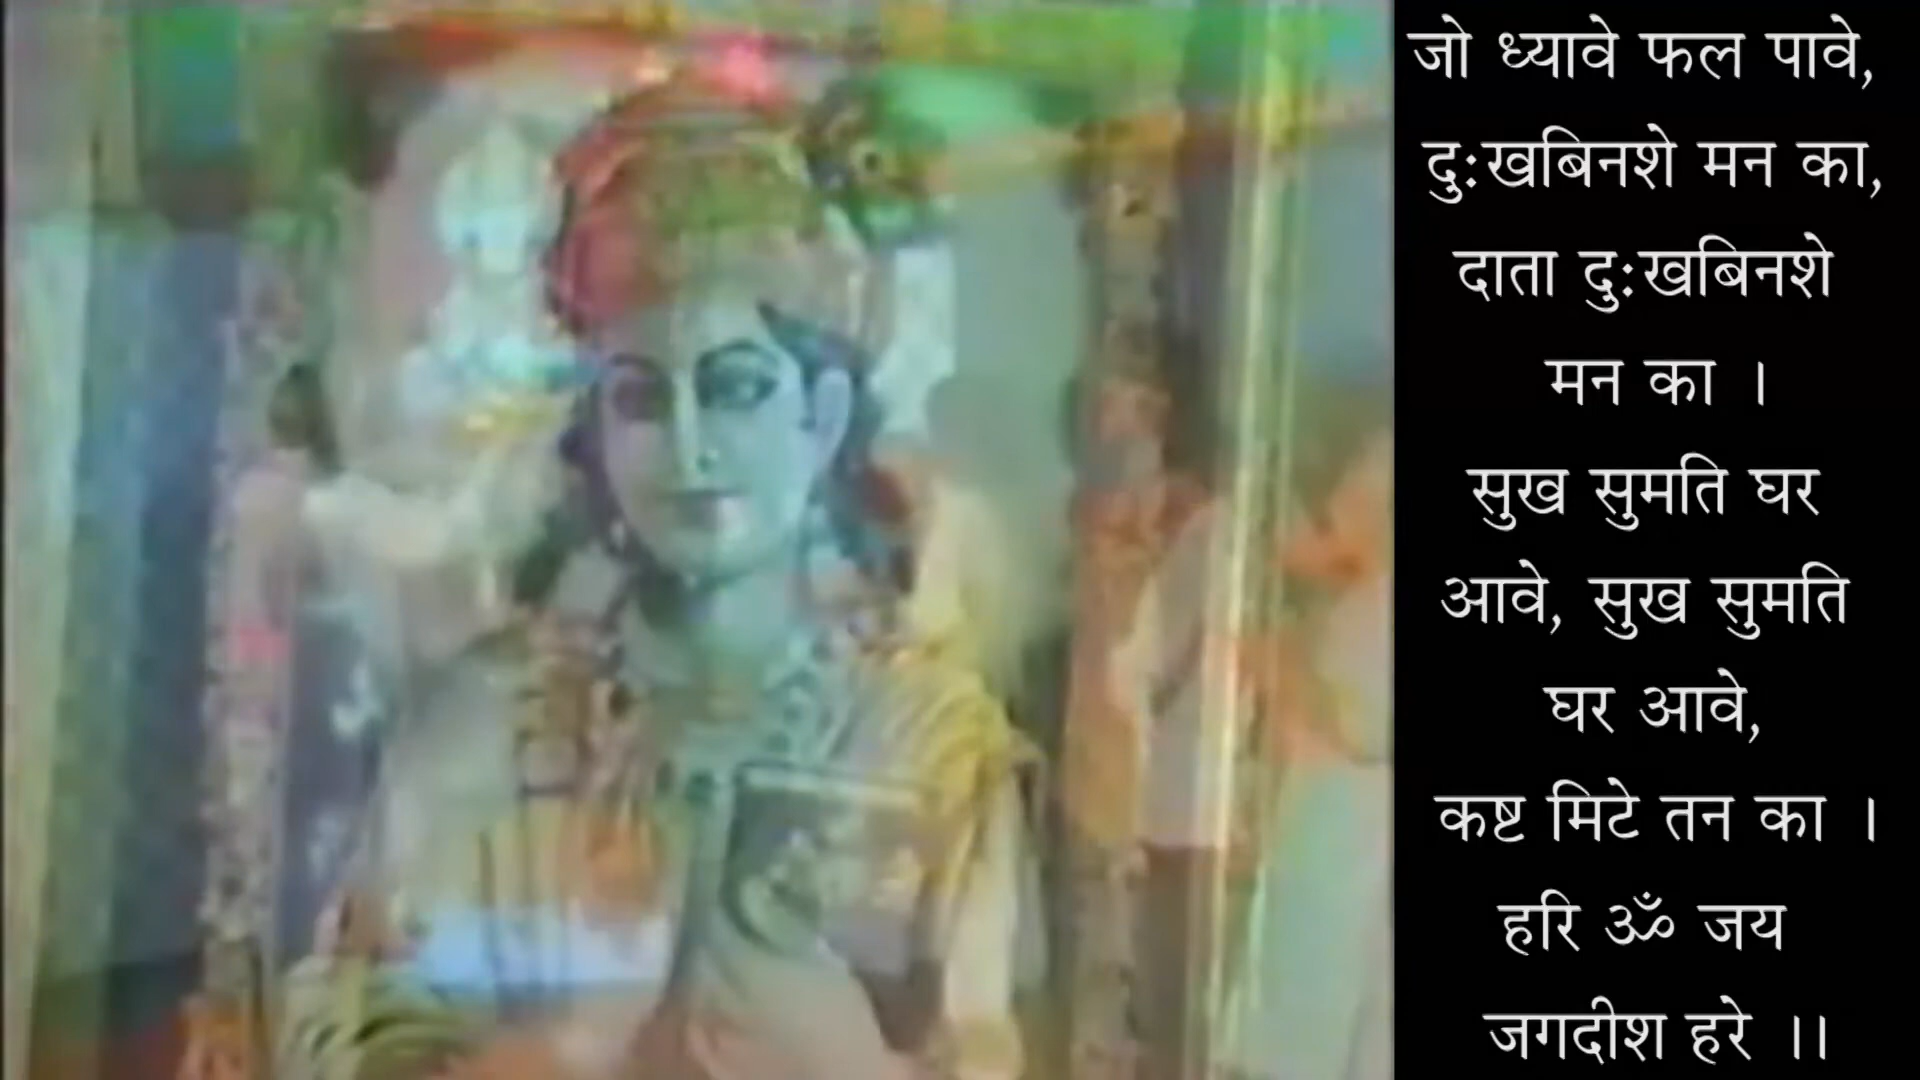 जो ध्यावे फल पावे,
दुःखबिनशे मन का,
दाता दुःखबिनशे
मन का ।
सुख सुमति घर
आवे, सुख सुमति
घर आवे,
कष्ट मिटे तन का ।
हरि ॐ जय
जगदीश हरे ।।